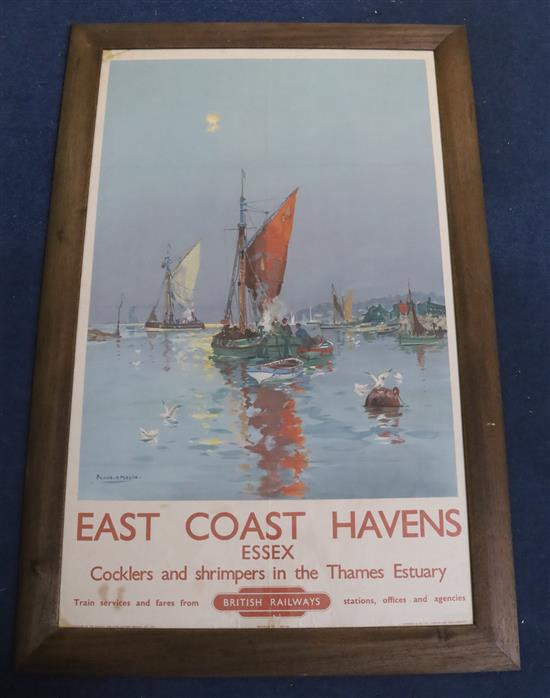 EAST COAST HAVENS
ESSEX
Cocklers and shrimpers in the Thames Estuary
Train services and fares from BRITISH RAILWAYS stations, offices and agencies